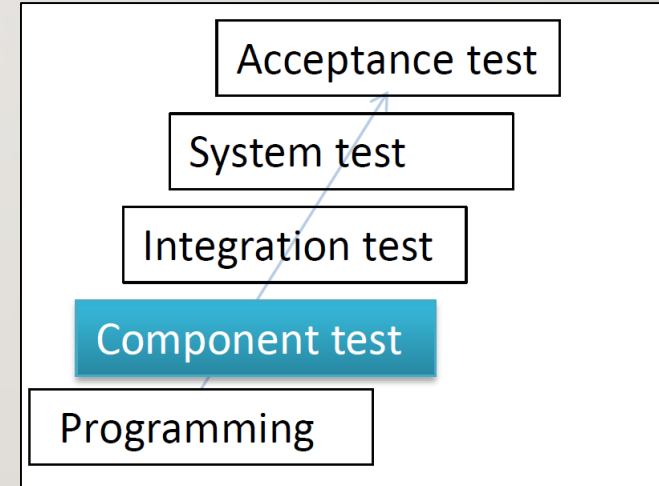 Acceptance test
System test
Integration test
Component test
Programming